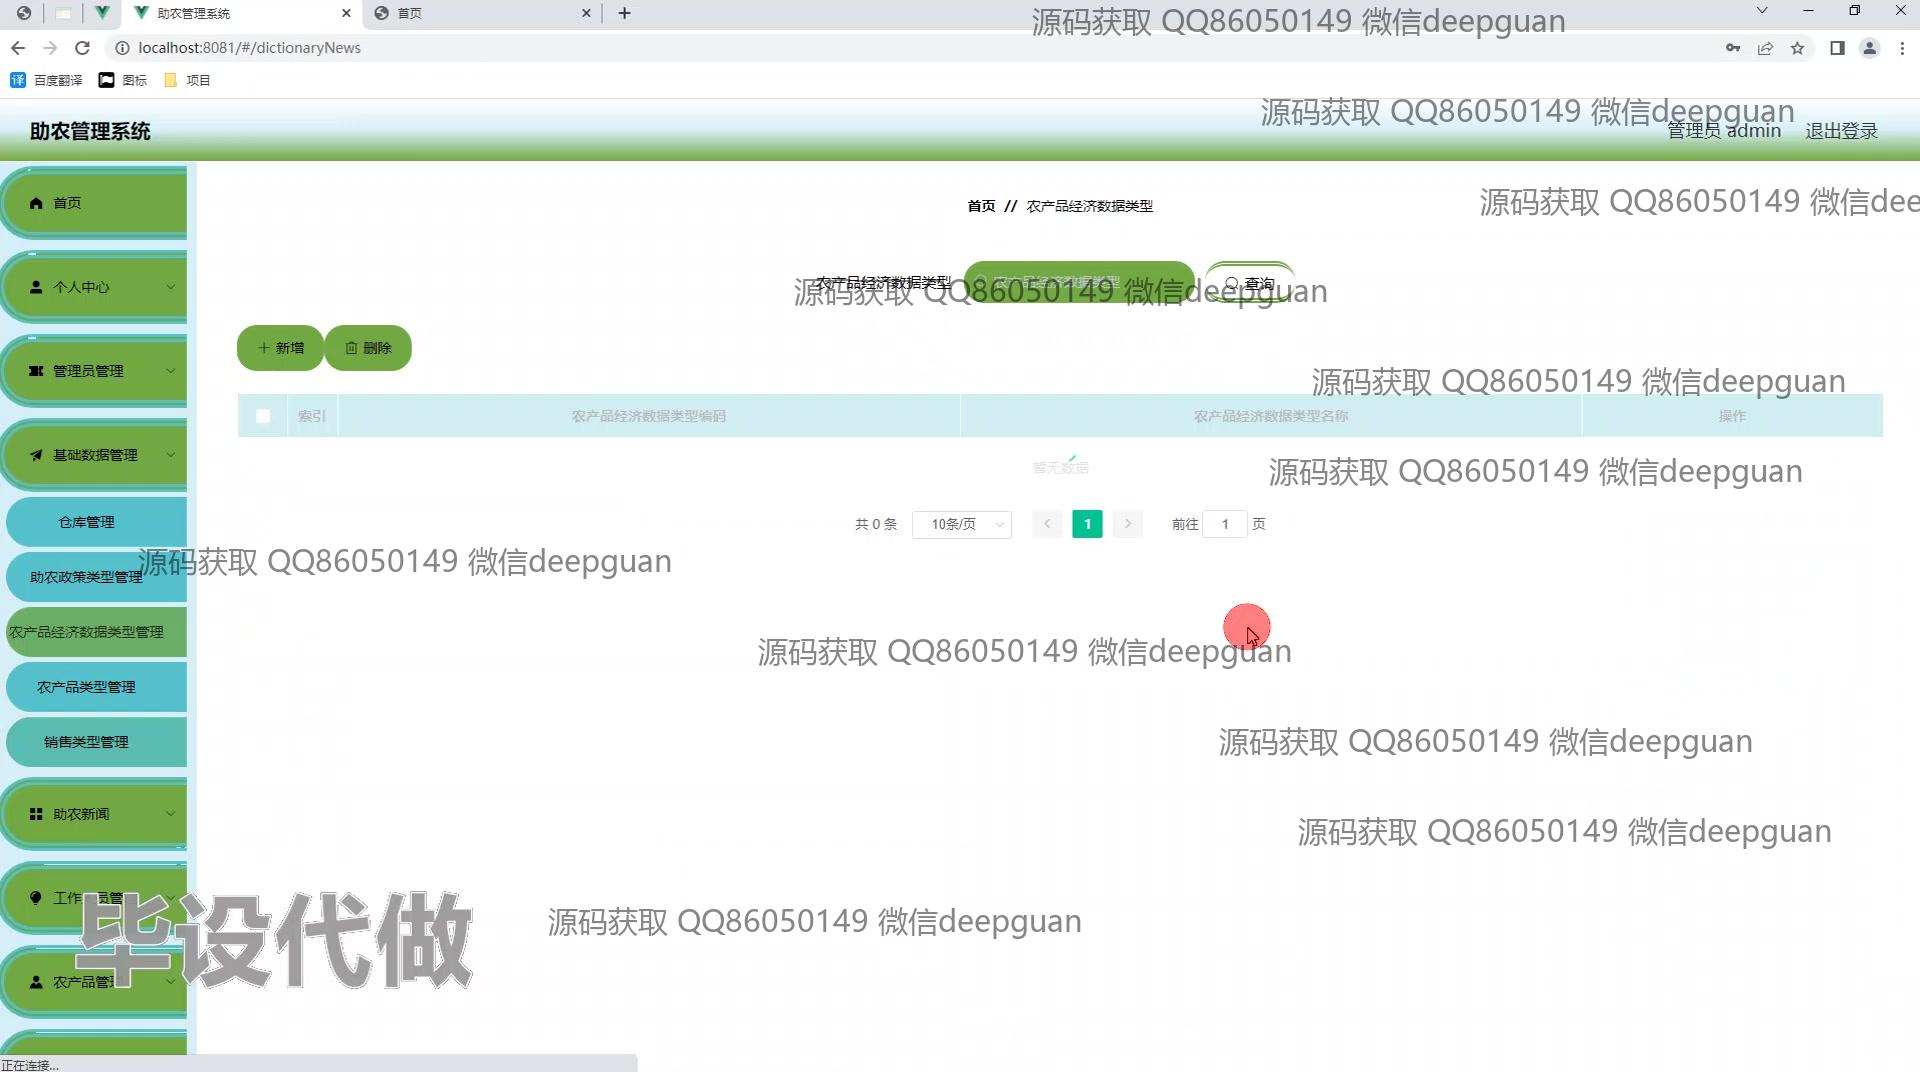 助农管理系统
首页
源码获取 QQ86050149 微信deepguan
localhost:8081/#/dictionaryNews
译 百度翻译 图标 项目
源码获取 QQ86050149 微信deepguan
助农管理系统
管理员 admin 退出登录
首页
源码获取 QQ86050149 微信dee
首页 // 农产品经济数据类型
个人中心
农产品经济数据类型 农产品经济数据类型 查询
源码获取 QQ86050149 微信deepguan
新增 删除
管理员管理
源码获取 QQ86050149 微信deepguan
索引 农产品经济数据类型编码 农产品经济数据类型名称 操作
基础数据管理
暂无数据
源码获取 QQ86050149 微信deepguan
仓库管理
共 0 条 10条/页 1 前往 1 页
源码获取 QQ86050149 微信deepguan
助农政策类型管理
农产品经济数据类型管理
源码获取 QQ86050149 微信deepguan
农产品类型管理
销售类型管理
源码获取 QQ86050149 微信deepguan
助农新闻
源码获取 QQ86050149 微信deepguan
工作
毕设代做
源码获取 QQ86050149 微信deepguan
农产品管
正在连接...